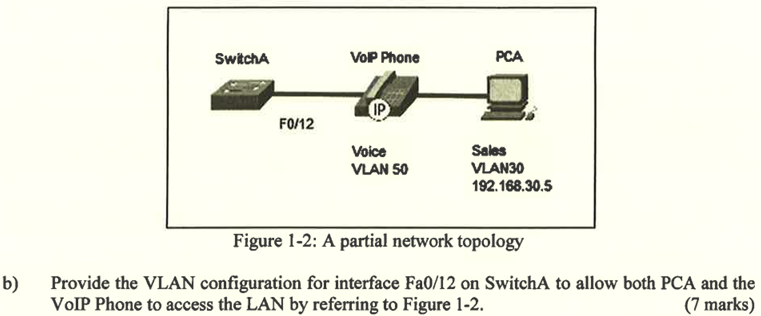 SwitchA
VoIP Phone
PCA
IP
F0/12
Voice
VLAN 50
Sales
VLAN30
192.168.30.5
Figure 1-2: A partial network topology
b) Provide the VLAN configuration for interface Fa0/12 on SwitchA to allow both PCA and the
VoIP Phone to access the LAN by referring to Figure 1-2. (7 marks)